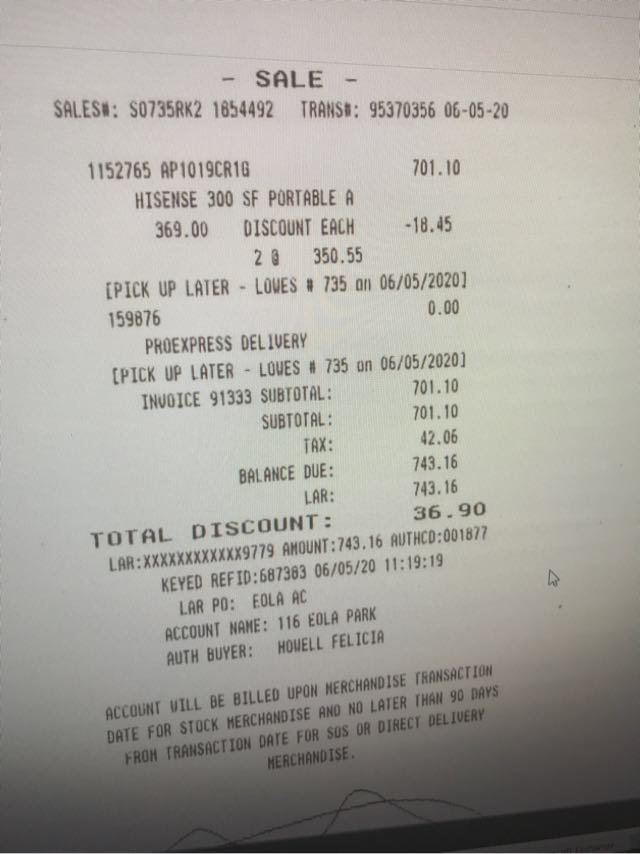 - SALE -
SALES#: S0735RK2 1854492 TRANS#: 95370356 06-05-20
1152765 AP1019CR1G 701.10
HISENSE 300 SF PORTABLE A
369.00 DISCOUNT EACH -18.45
2 @ 350.55
[PICK UP LATER - LOWES # 735 on 06/05/2020]
159876 0.00
PROEXPRESS DELIVERY
[PICK UP LATER - LOWES # 735 on 06/05/2020]
INVOICE 91333 SUBTOTAL: 701.10
SUBTOTAL: 701.10
TAX: 42.06
BALANCE DUE: 743.16
LAR: 743.16
TOTAL DISCOUNT: 36.90
LAR:XXXXXXXXXXXX9779 AMOUNT:743.16 AUTHCD:001877
KEYED REFID:687383 06/05/20 11:19:19
LAR PO: EOLA AC
ACCOUNT NAME: 116 EOLA PARK
AUTH BUYER: HOWELL FELICIA
ACCOUNT WILL BE BILLED UPON MERCHANDISE TRANSACTION
DATE FOR STOCK MERCHANDISE AND NO LATER THAN 90 DAYS
FROM TRANSACTION DATE FOR SOS OR DIRECT DELIVERY
MERCHANDISE.